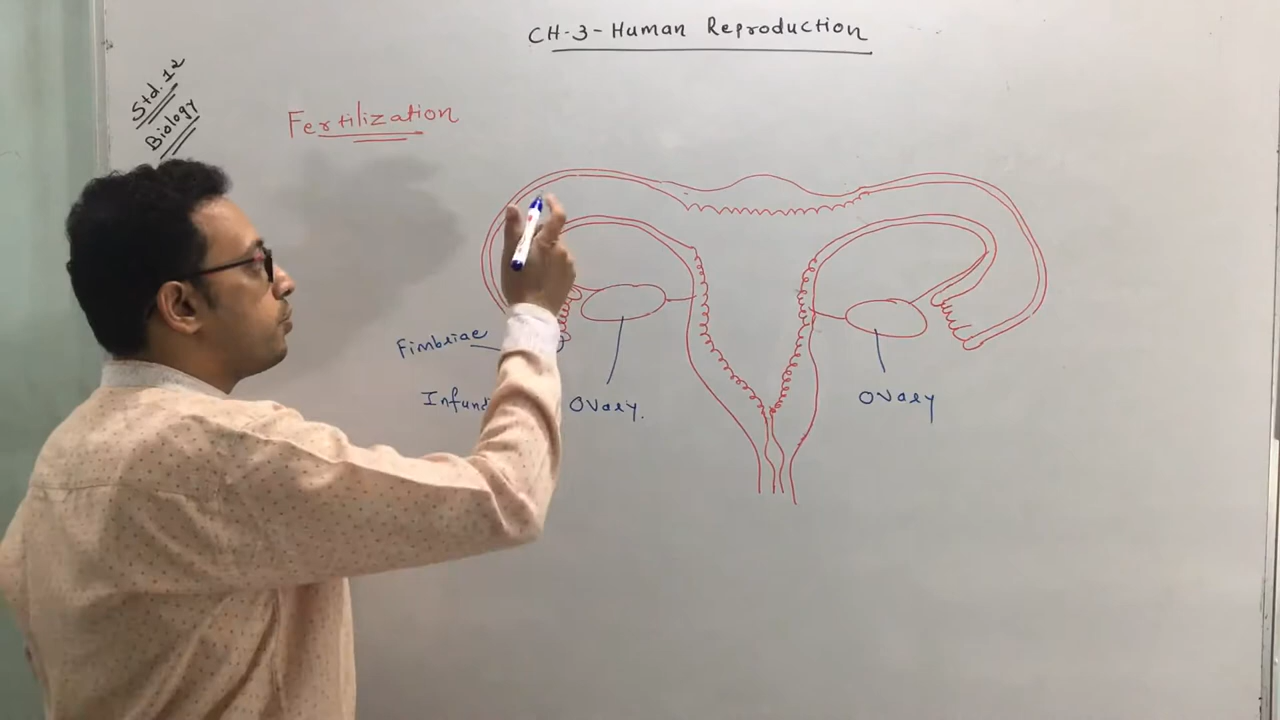 CH-3-Human Reproduction
Std.12
Biology
Fertilization
Fimbriae
Ovary.
Ovary